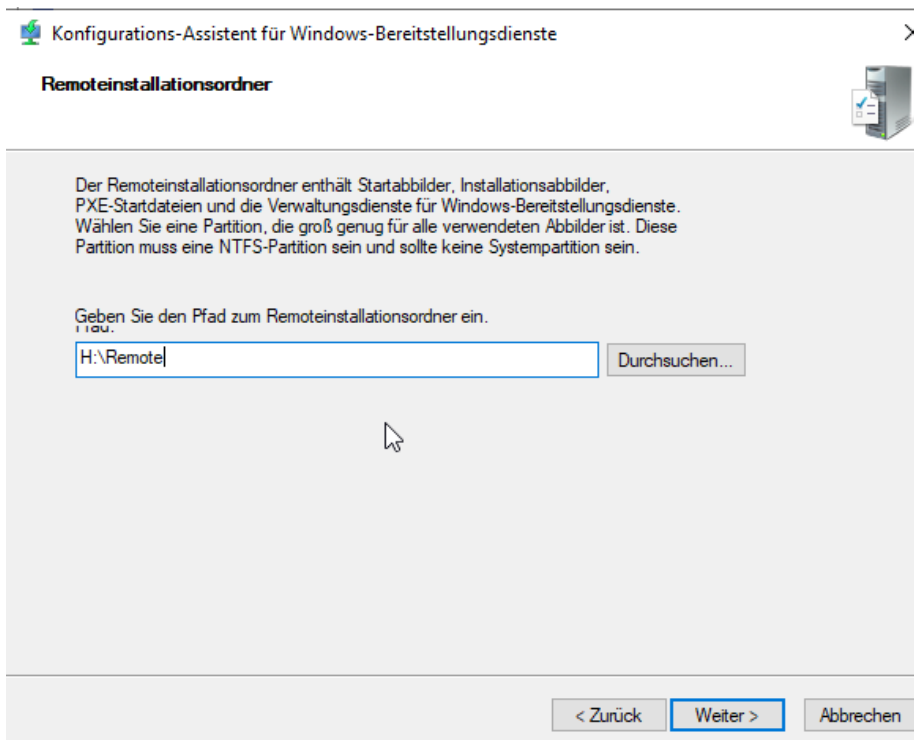 Konfigurations-Assistent für Windows-Bereitstellungsdienste
Remoteinstallationsordner
Der Remoteinstallationsordner enthält Startabbilder, Installationsabbilder,
PXE-Startdateien und die Verwaltungsdienste für Windows-Bereitstellungsdienste.
Wählen Sie eine Partition, die groß genug für alle verwendeten Abbilder ist. Diese
Partition muss eine NTFS-Partition sein und sollte keine Systempartition sein.
Geben Sie den Pfad zum Remoteinstallationsordner ein.
Pfad:
H:\Remote
Durchsuchen...
< Zurück
Weiter >
Abbrechen